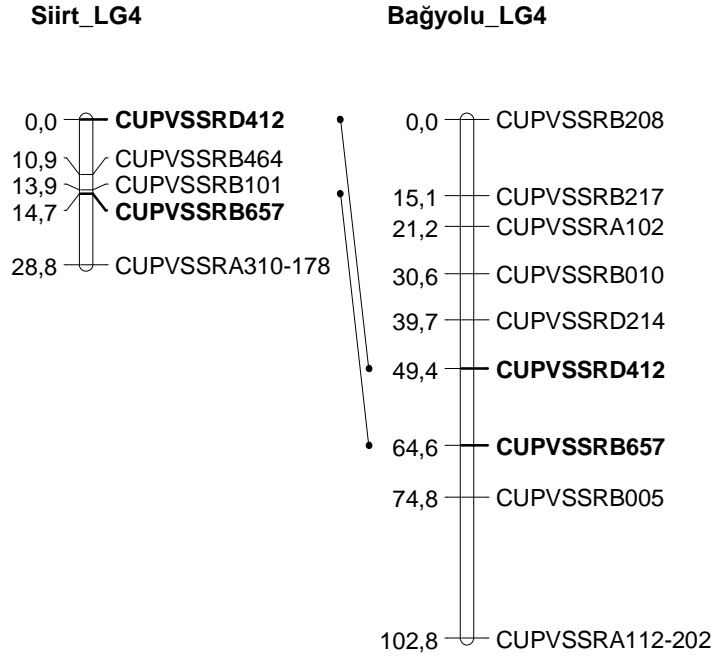 Siirt_LG4
0,0 CUPVSSRD412
10,9 CUPVSSRB464
13,9 CUPVSSRB101
14,7 CUPVSSRB657
28,8 CUPVSSRA310-178
Bağyolu_LG4
0,0 CUPVSSRB208
15,1 CUPVSSRB217
21,2 CUPVSSRA102
30,6 CUPVSSRB010
39,7 CUPVSSRD214
49,4 CUPVSSRD412
64,6 CUPVSSRB657
74,8 CUPVSSRB005
102,8 CUPVSSRA112-202